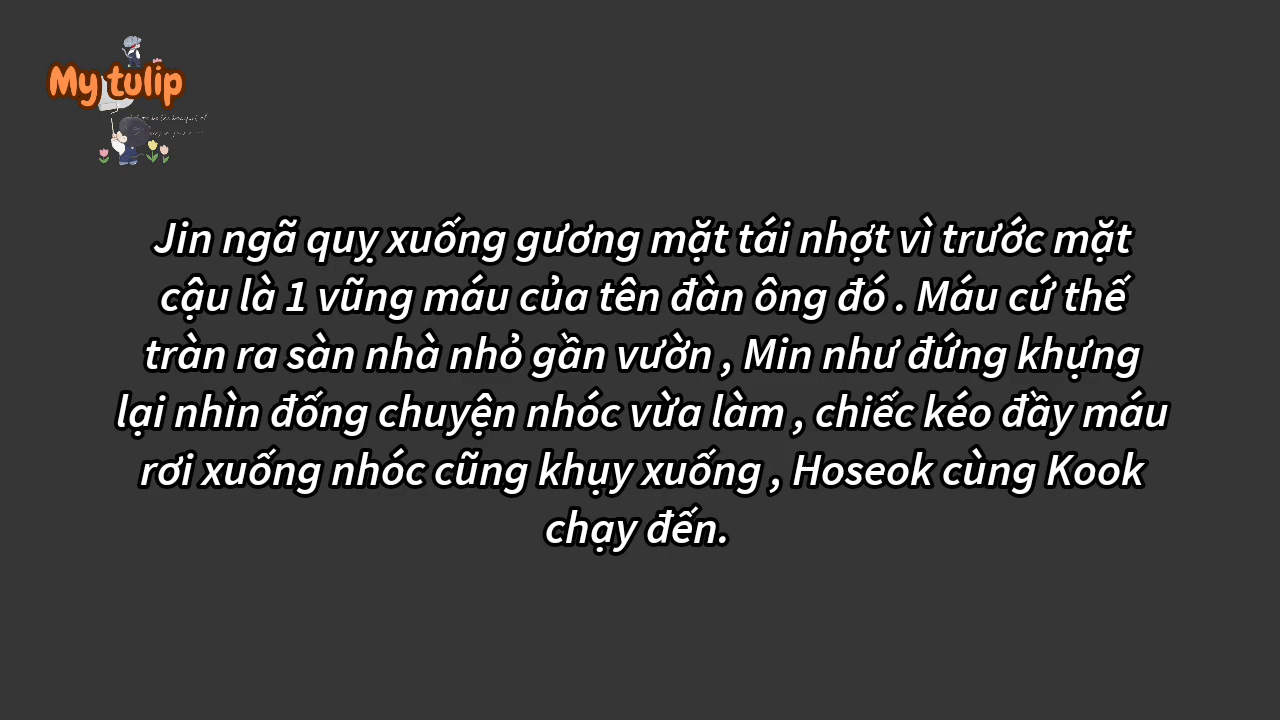 My tulip
Jin ngã quỵ xuống gương mặt tái nhợt vì trước mặt
cậu là 1 vũng máu của tên đàn ông đó . Máu cứ thế
tràn ra sàn nhà nhỏ gần vườn , Min như đứng khựng
lại nhìn đống chuyện nhóc vừa làm , chiếc kéo đầy máu
rơi xuống nhóc cũng khụy xuống , Hoseok cùng Kook
chạy đến.